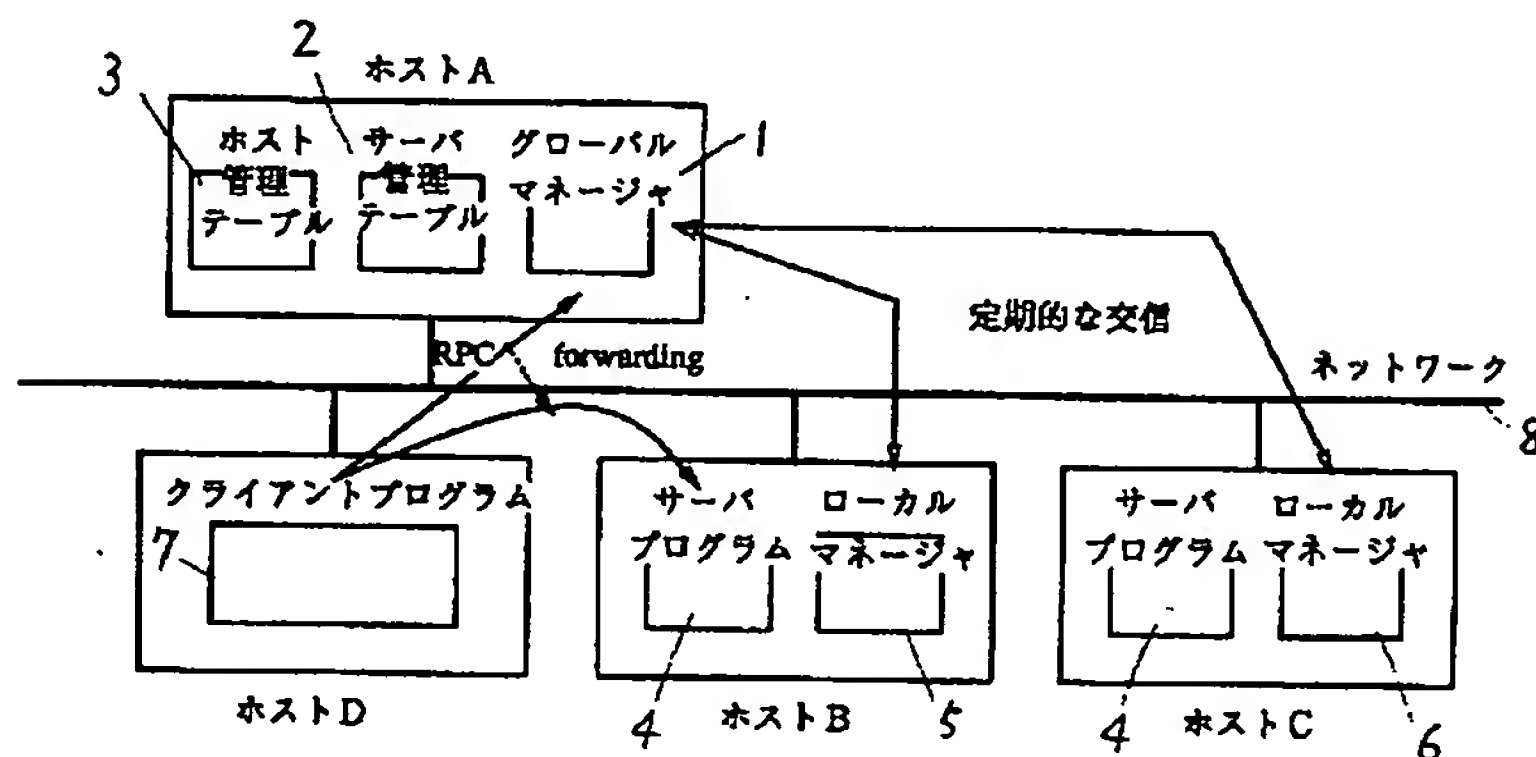 2
3
ホストA
ホスト
管理
テーブル
サーバ
管理
テーブル
グローバル
マネージャ
1
定期的な交信
RPC forwarding
ネットワーク
8
クライアントプログラム
7
サーバ
プログラム
ローカル
マネージャ
サーバ
プログラム
ローカル
マネージャ
ホストD
4
ホストB
5
4
ホストC
6